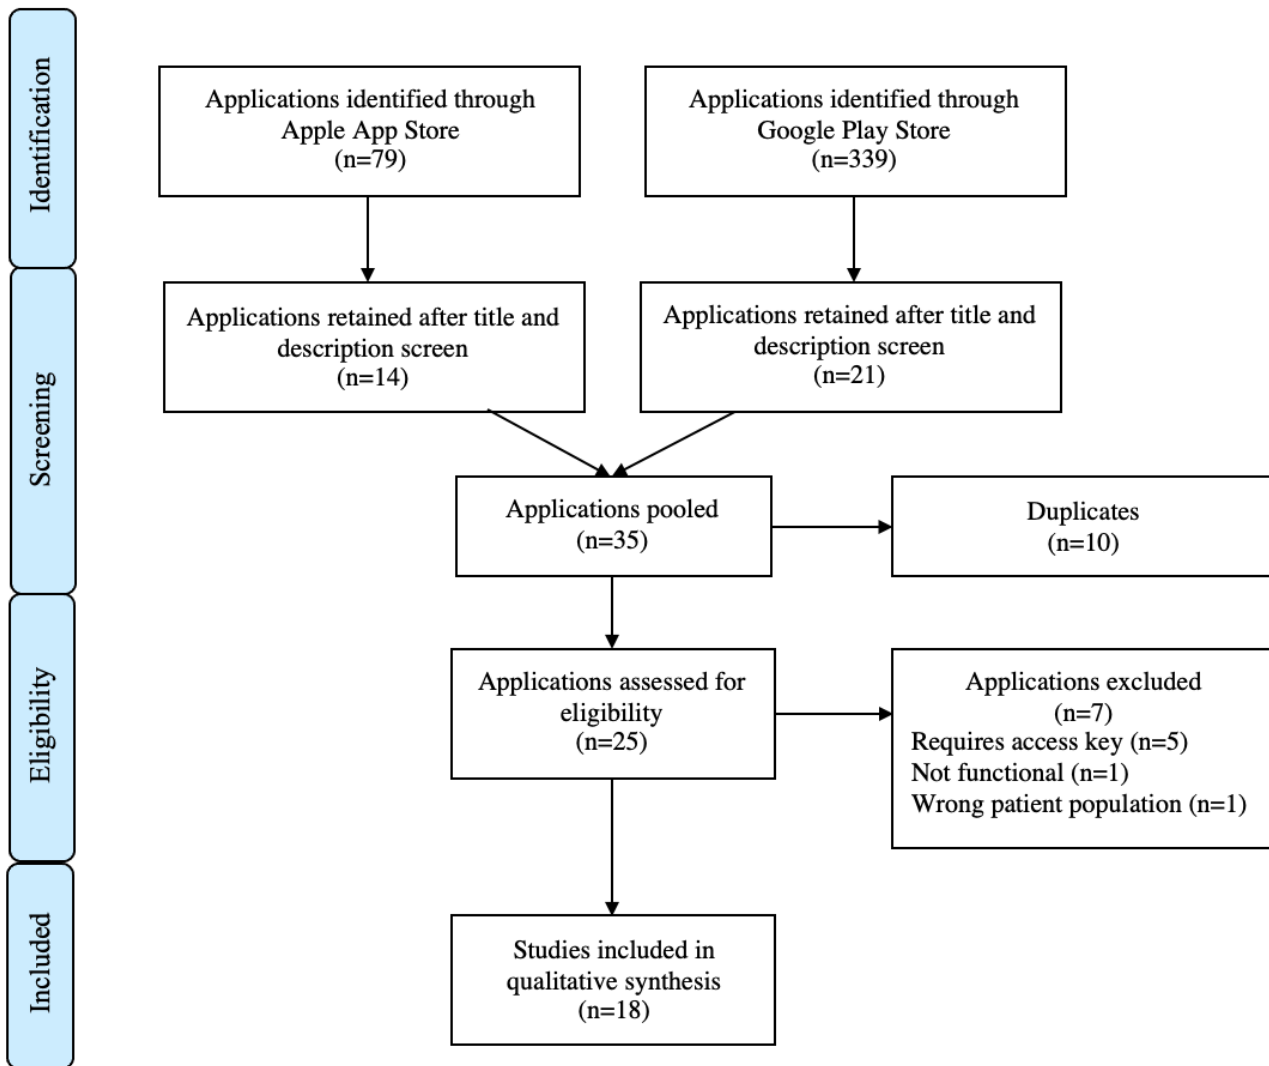 Identification
Applications identified through
Apple App Store
(n=79)
Applications identified through
Google Play Store
(n=339)
Screening
Applications retained after title and
description screen
(n=14)
Applications retained after title and
description screen
(n=21)
Applications pooled
(n=35)
Duplicates
(n=10)
Eligibility
Applications assessed for
eligibility
(n=25)
Applications excluded
(n=7)
Requires access key (n=5)
Not functional (n=1)
Wrong patient population (n=1)
Included
Studies included in
qualitative synthesis
(n=18)